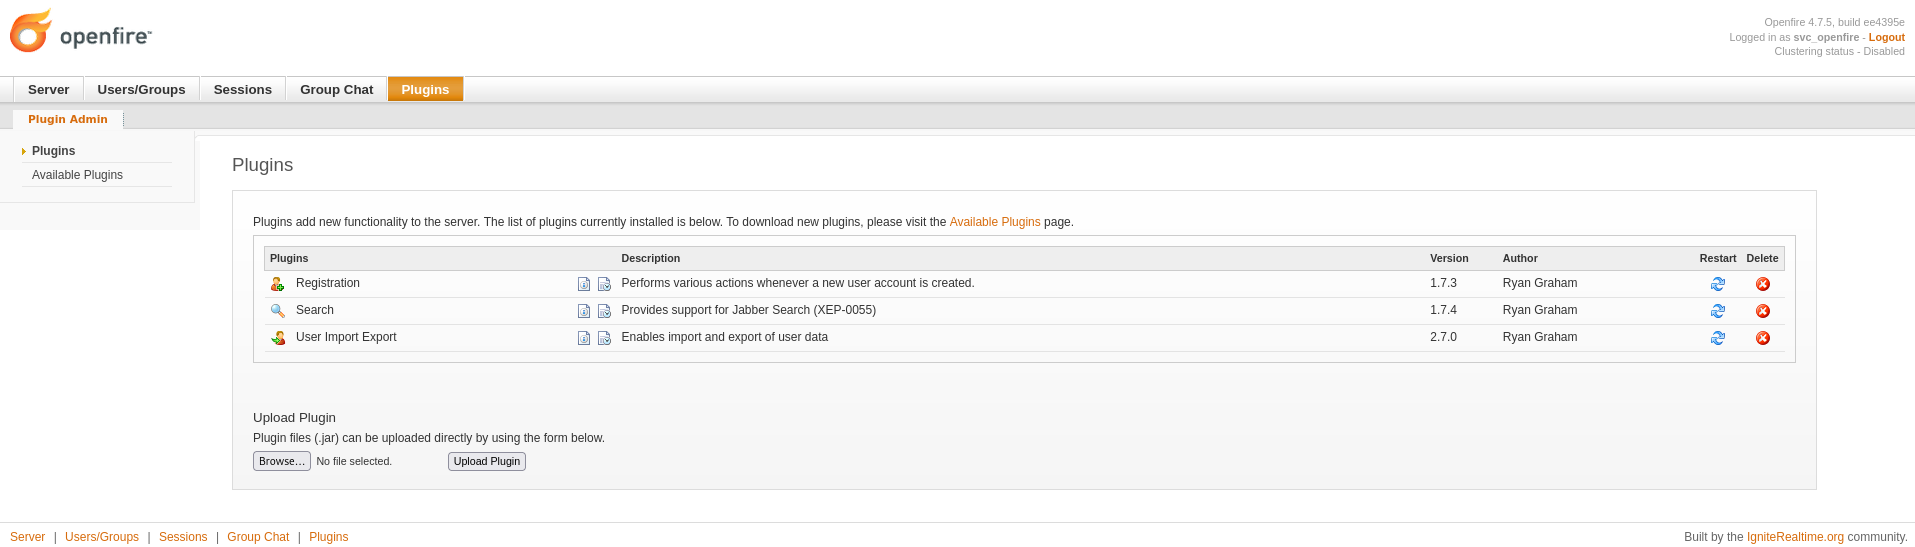 openfire™
Openfire 4.7.5, build ee4395e
Logged in as svc_openfire - Logout
Clustering status - Disabled
Server Users/Groups Sessions Group Chat Plugins
Plugin Admin
Plugins
Available Plugins
Plugins
Plugins add new functionality to the server. The list of plugins currently installed is below. To download new plugins, please visit the Available Plugins page.
Plugins Description Version Author Restart Delete
Registration Performs various actions whenever a new user account is created. 1.7.3 Ryan Graham
Search Provides support for Jabber Search (XEP-0055) 1.7.4 Ryan Graham
User Import Export Enables import and export of user data 2.7.0 Ryan Graham
Upload Plugin
Plugin files (.jar) can be uploaded directly by using the form below.
Browse... No file selected. Upload Plugin
Server | Users/Groups | Sessions | Group Chat | Plugins
Built by the IgniteRealtime.org community.